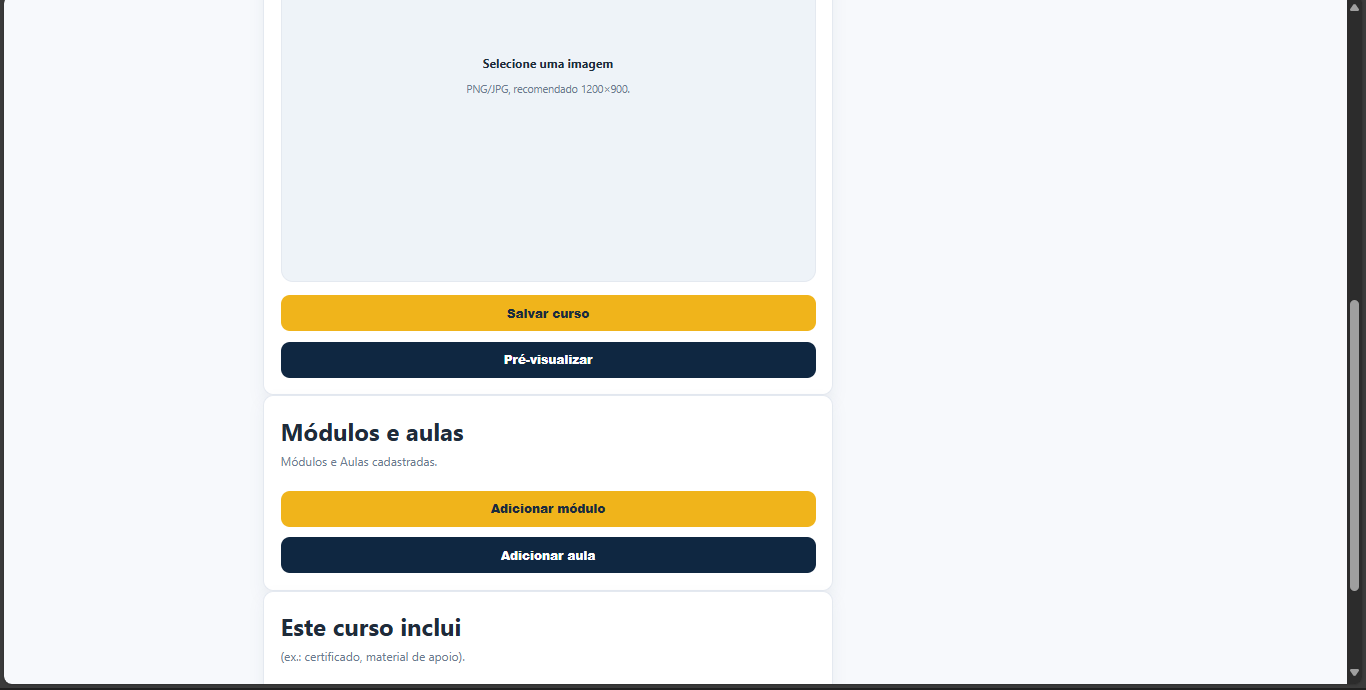 Selecione uma imagem
PNG/JPG, recomendado 1200×900.
Salvar curso
Pré-visualizar
Módulos e aulas
Módulos e Aulas cadastradas.
Adicionar módulo
Adicionar aula
Este curso inclui
(ex.: certificado, material de apoio).